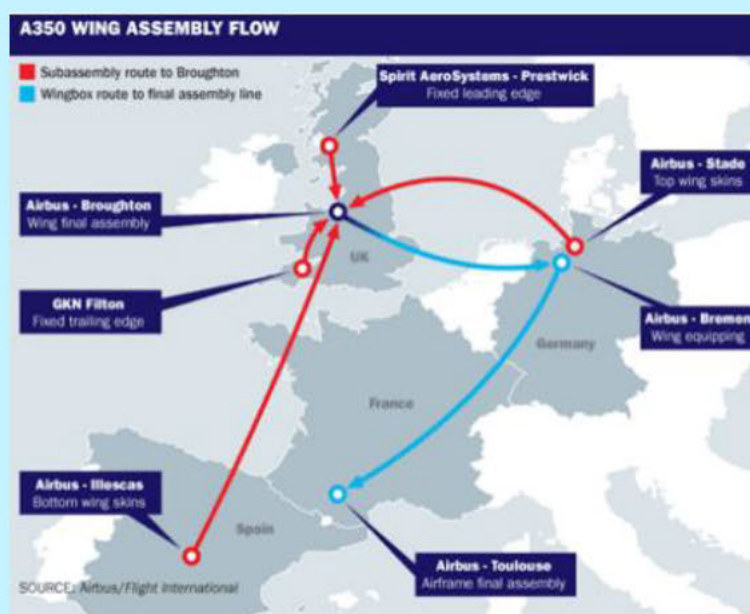 A350 WING ASSEMBLY FLOW
Subassembly route to Broughton
Wingbox route to final assembly line
Spirit AeroSystems - Prestwick
Fixed leading edge
Airbus - Stade
Top wing skins
Airbus - Broughton
Wing final assembly
UK
GKN Filton
Fixed trailing edge
Airbus - Bremen
Wing equipping
Germany
France
Airbus - Illescas
Bottom wing skins
Spain
Airbus - Toulouse
Airframe final assembly
SOURCE: Airbus/Flight International